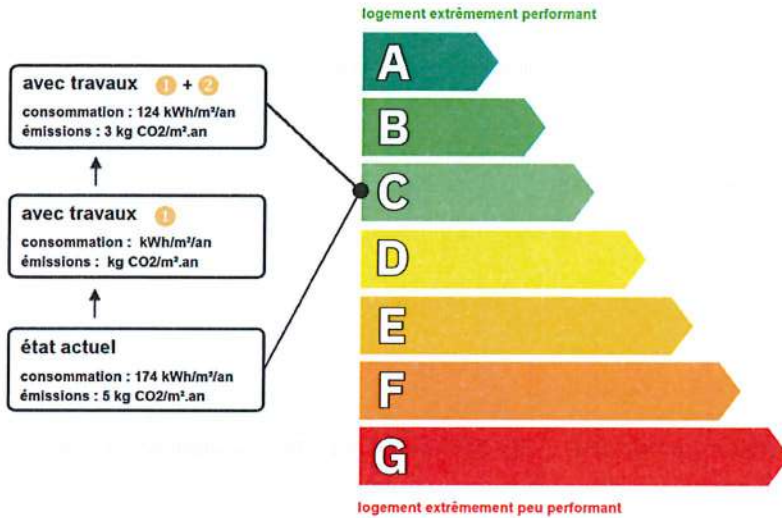 logement extrêmement performant
avec travaux 1 + 2
consommation : 124 kWh/m²/an
émissions : 3 kg CO2/m².an
avec travaux 1
consommation : kWh/m²/an
émissions : kg CO2/m².an
état actuel
consommation : 174 kWh/m²/an
émissions : 5 kg CO2/m².an
A
B
C
D
E
F
G
logement extrêmement peu performant